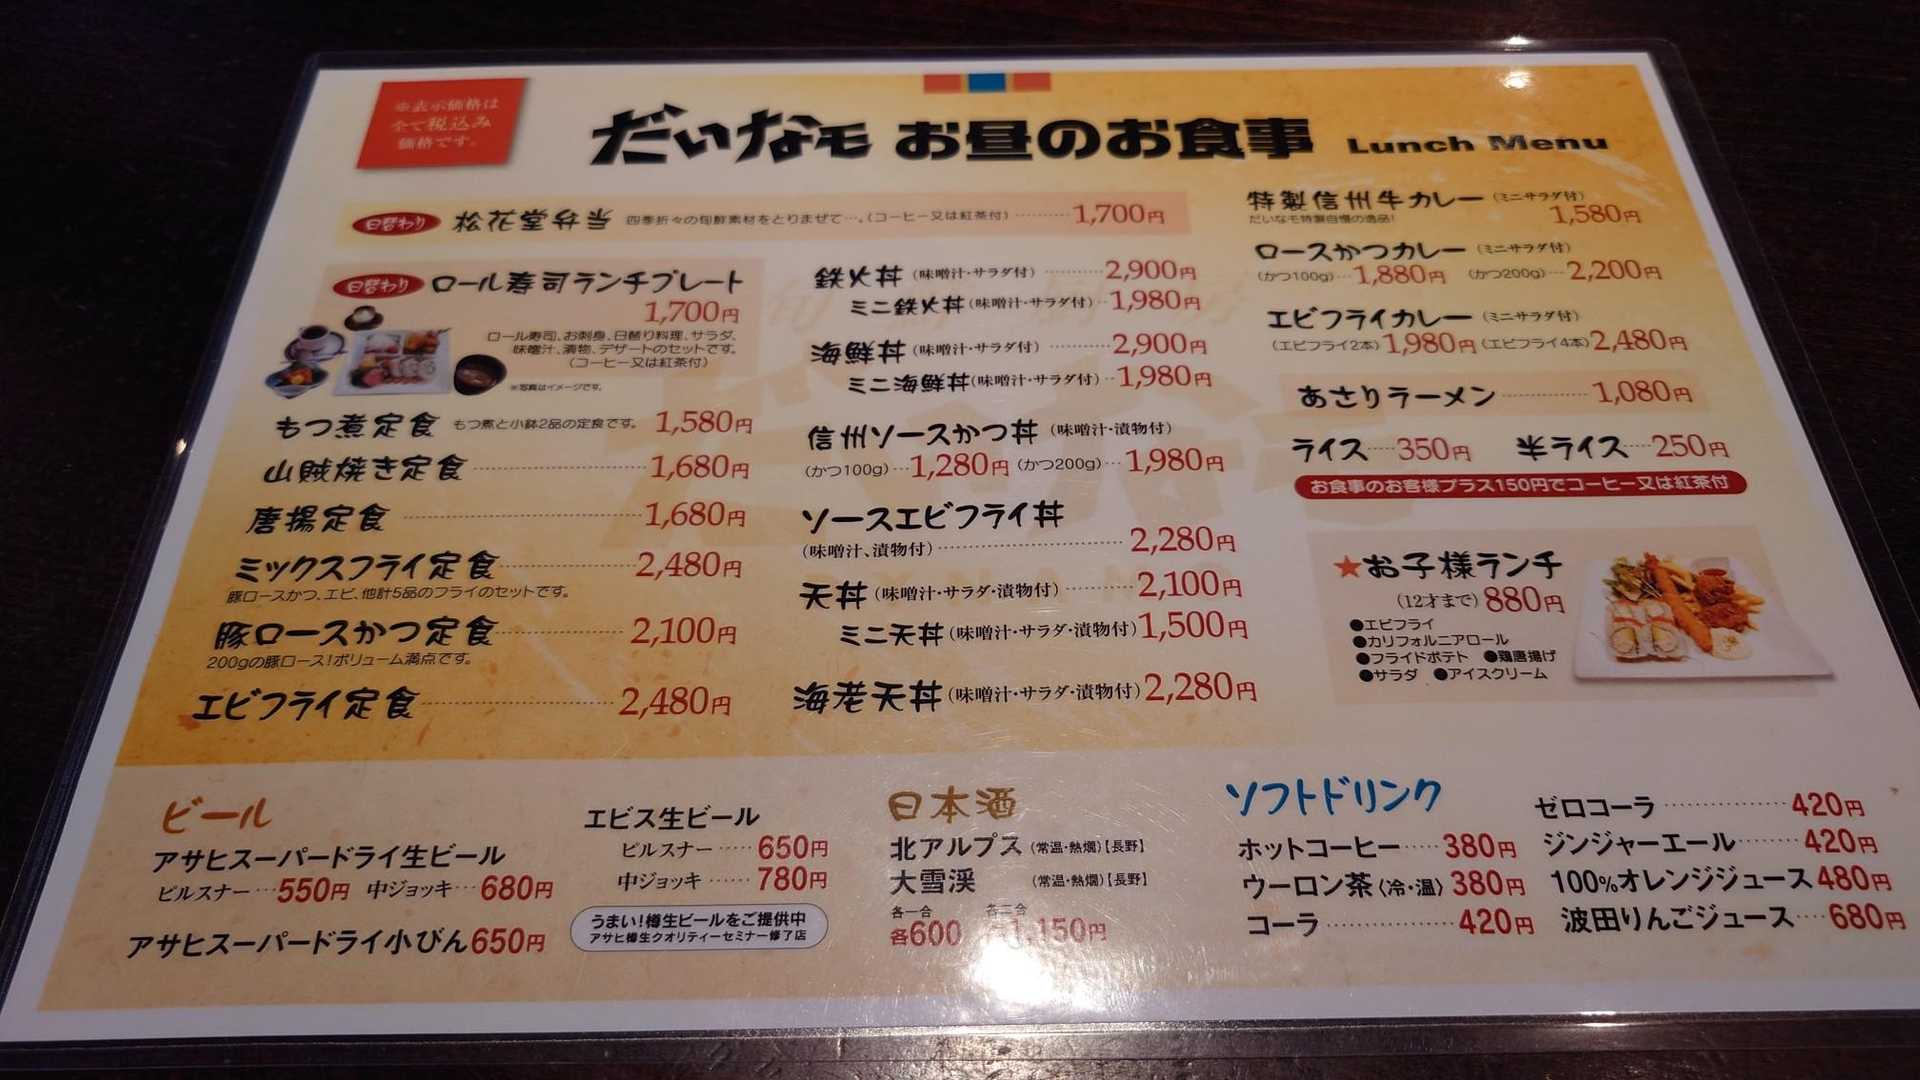 ※表示価格は
全て税込み
価格です。
だいなモ お昼のお食事 Lunch Menu
日替わり 松花堂弁当 四季折々の旬鮮素材をとりまぜて…。(コーヒー又は紅茶付) ……… 1,700円
日替わり ロール寿司ランチプレート
1,700円
ロール寿司、お刺身、日替り料理、サラダ、
味噌汁、漬物、デザートのセットです。
(コーヒー又は紅茶付)
※写真はイメージです。
もつ煮定食 もつ煮と小鉢2品の定食です。 1,580円
山賊焼き定食 1,680円
唐揚定食 1,680円
ミックスフライ定食 2,480円
豚ロースかつ、エビ、他計5品のフライのセットです。
豚ロースかつ定食 2,100円
200gの豚ロース!ボリューム満点です。
エビフライ定食 2,480円
鉄火丼 (味噌汁・サラダ付) 2,900円
ミニ鉄火丼 (味噌汁・サラダ付) 1,980円
海鮮丼 (味噌汁・サラダ付) 2,900円
ミニ海鮮丼 (味噌汁・サラダ付) 1,980円
信州ソースかつ丼 (味噌汁・漬物付)
(かつ100g) … 1,280円 (かつ200g) … 1,980円
ソースエビフライ丼
(味噌汁、漬物付) 2,280円
天丼 (味噌汁・サラダ・漬物付) 2,100円
ミニ天丼 (味噌汁・サラダ・漬物付) 1,500円
海老天丼 (味噌汁・サラダ・漬物付) 2,280円
特製信州牛カレー (ミニサラダ付)
だいなモ特製自慢の逸品! 1,580円
ロースかつカレー (ミニサラダ付)
(かつ100g) … 1,880円 (かつ200g) … 2,200円
エビフライカレー (ミニサラダ付)
(エビフライ2本) 1,980円 (エビフライ4本) 2,480円
あさりラーメン 1,080円
ライス … 350円 半ライス … 250円
お食事のお客様プラス150円でコーヒー又は紅茶付
★お子様ランチ
(12才まで) 880円
●エビフライ
●カリフォルニアロール
●フライドポテト ●鶏唐揚げ
●サラダ ●アイスクリーム
ビール
アサヒスーパードライ生ビール
ピルスナー … 550円 中ジョッキ … 680円
アサヒスーパードライ小びん 650円
エビス生ビール
ピルスナー …… 650円
中ジョッキ …… 780円
うまい!樽生ビールをご提供中
アサヒ樽生クオリティーセミナー修了店
日本酒
北アルプス (常温・熱燗)【長野】
大雪渓 (常温・熱燗)【長野】
各一合
各600 1,150円
ソフトドリンク
ホットコーヒー …… 380円
ウーロン茶〈冷・温〉 380円
コーラ 420円
ゼロコーラ 420円
ジンジャーエール 420円
100%オレンジジュース 480円
波田りんごジュース … 680円